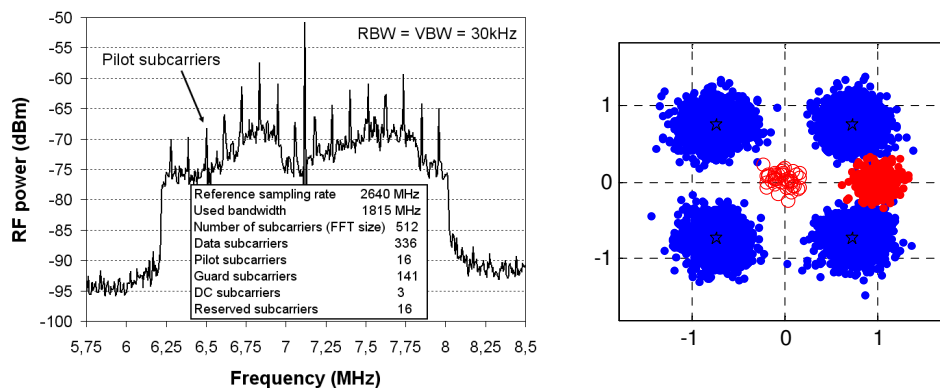 -50
-55
-60
-65
-70
-75
-80
-85
-90
-95
-100
RF power (dBm)
RBW = VBW = 30kHz
Pilot subcarriers
Reference sampling rate 2640 MHz
Used bandwidth 1815 MHz
Number of subcarriers (FFT size) 512
Data subcarriers 336
Pilot subcarriers 16
Guard subcarriers 141
DC subcarriers 3
Reserved subcarriers 16
5,75 6 6,25 6,5 6,75 7 7,25 7,5 7,75 8 8,25 8,5
Frequency (MHz)
1
0
-1
-1 0 1